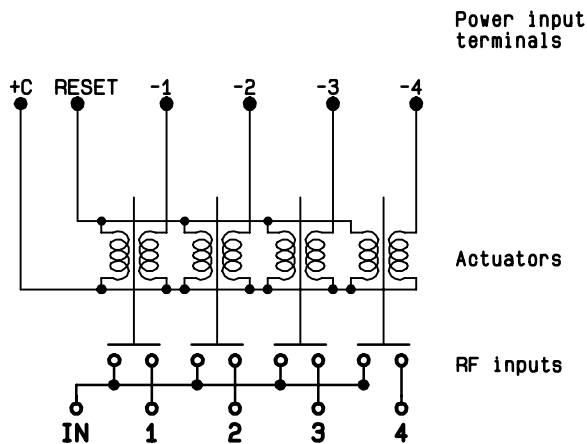 Power input
terminals
+C RESET -1 -2 -3 -4
Actuators
RF inputs
IN 1 2 3 4